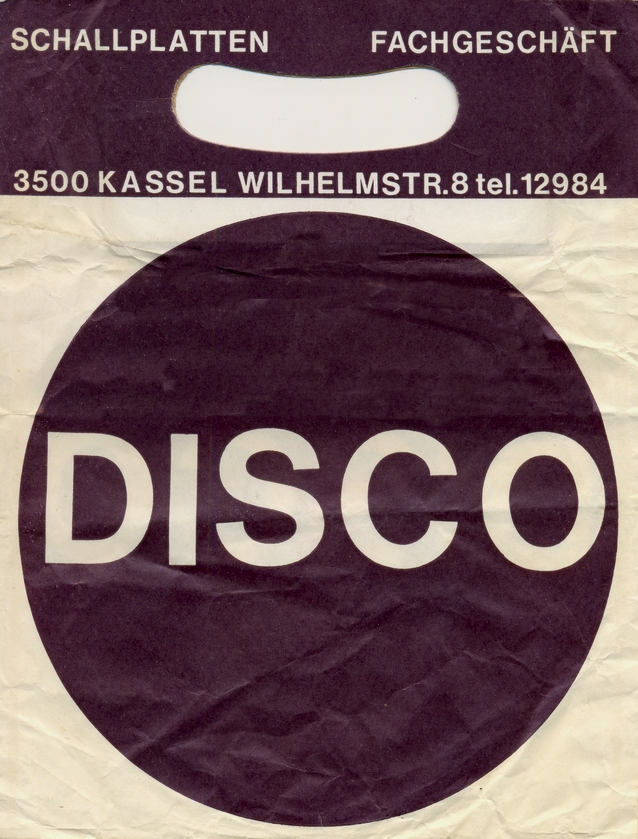 SCHALLPLATTEN FACHGESCHÄFT
3500 KASSEL WILHELMSTR.8 tel.12984
DISCO